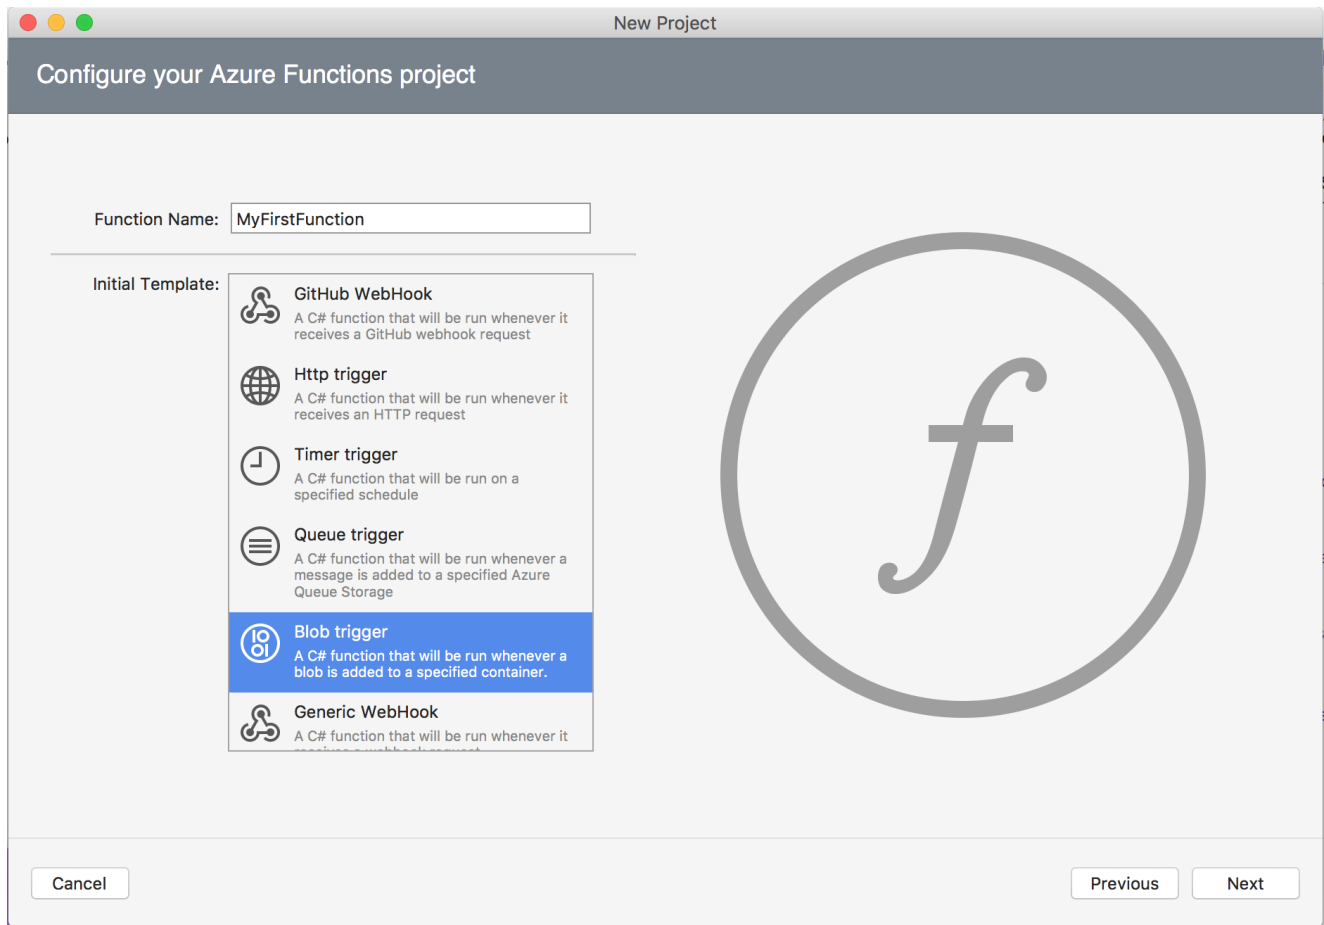 New Project
Configure your Azure Functions project
Function Name: MyFirstFunction
Initial Template:
GitHub WebHook
A C# function that will be run whenever it
receives a GitHub webhook request
Http trigger
A C# function that will be run whenever it
receives an HTTP request
Timer trigger
A C# function that will be run on a
specified schedule
Queue trigger
A C# function that will be run whenever a
message is added to a specified Azure
Queue Storage
Blob trigger
A C# function that will be run whenever a
blob is added to a specified container.
Generic WebHook
A C# function that will be run whenever it
receives a webhook request
Cancel
Previous
Next